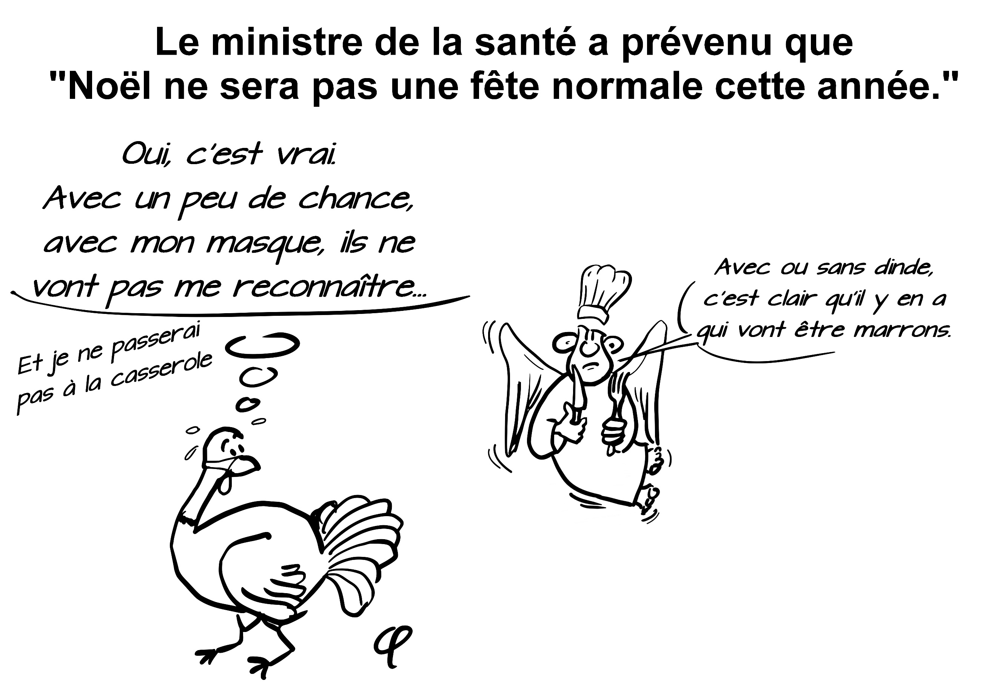 Le ministre de la santé a prévenu que
"Noël ne sera pas une fête normale cette année."
Oui, c'est vrai.
Avec un peu de chance,
avec mon masque, ils ne
vont pas me reconnaître...
Et je ne passerai
pas à la casserole
Avec ou sans dinde,
c'est clair qu'il y en a
qui vont être marrons.